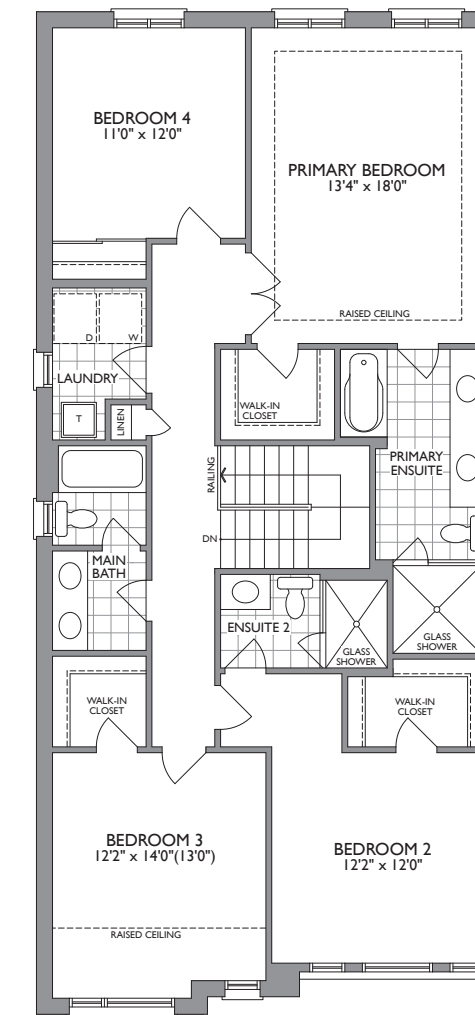 BEDROOM 4
11'0" x 12'0"
PRIMARY BEDROOM
13'4" x 18'0"
RAISED CEILING
D
W
LAUNDRY
T
LINEN
WALK-IN
CLOSET
RAILING
PRIMARY
ENSUITE
DN
MAIN
BATH
ENSUITE 2
GLASS
SHOWER
GLASS
SHOWER
WALK-IN
CLOSET
WALK-IN
CLOSET
BEDROOM 3
12'2" x 14'0"(13'0")
BEDROOM 2
12'2" x 12'0"
RAISED CEILING